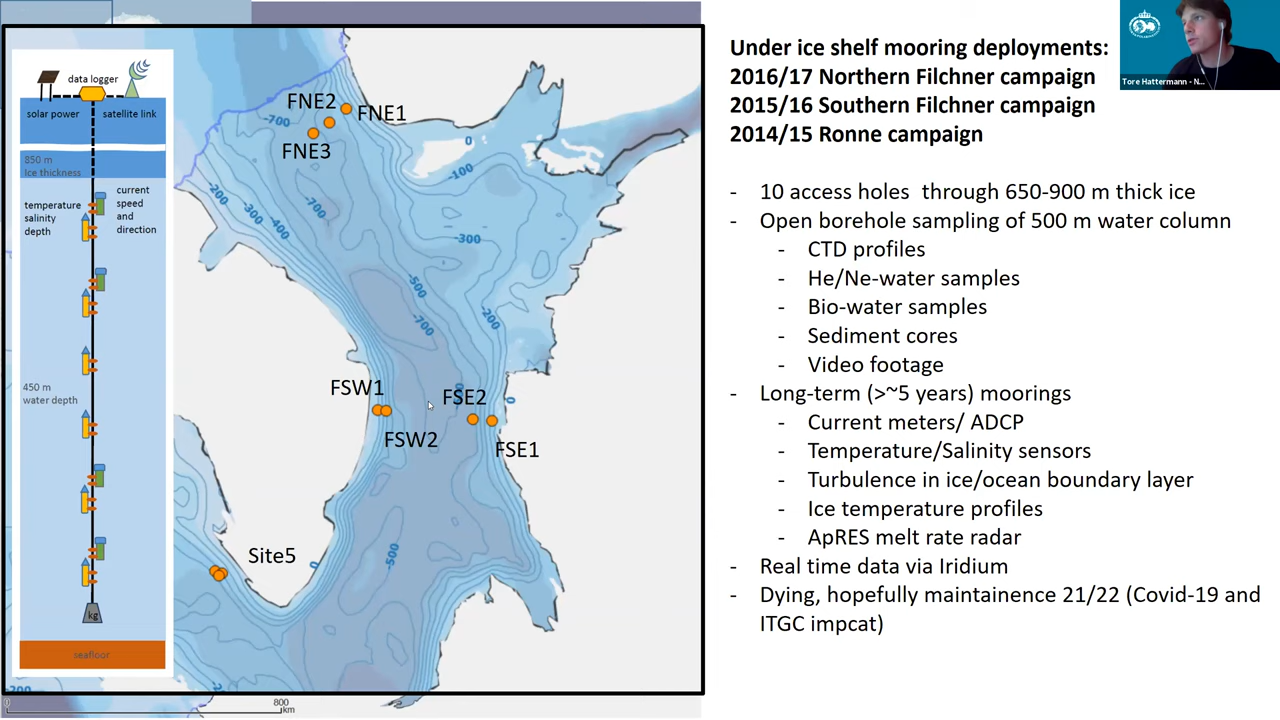 Under ice shelf mooring deployments:
2016/17 Northern Filchner campaign
2015/16 Southern Filchner campaign
2014/15 Ronne campaign
- 10 access holes through 650-900 m thick ice
- Open borehole sampling of 500 m water column
- CTD profiles
- He/Ne-water samples
- Bio-water samples
- Sediment cores
- Video footage
- Long-term (>~5 years) moorings
- Current meters/ ADCP
- Temperature/Salinity sensors
- Turbulence in ice/ocean boundary layer
- Ice temperature profiles
- ApRES melt rate radar
- Real time data via Iridium
- Dying, hopefully maintainence 21/22 (Covid-19 and
ITGC impcat)
Tore Hattermann - N...
data logger
solar power
satellite link
850 m
Ice thickness
temperature
salinity
depth
current
speed
and
direction
450 m
water depth
kg
seafloor
FNE2
FNE1
FNE3
-700
0
-100
-200
-300
-400
-700
-300
-500
-200
-700
FSW1
FSE2
0
FSW2
FSE1
Site5
0
-500
-200
0
800
km